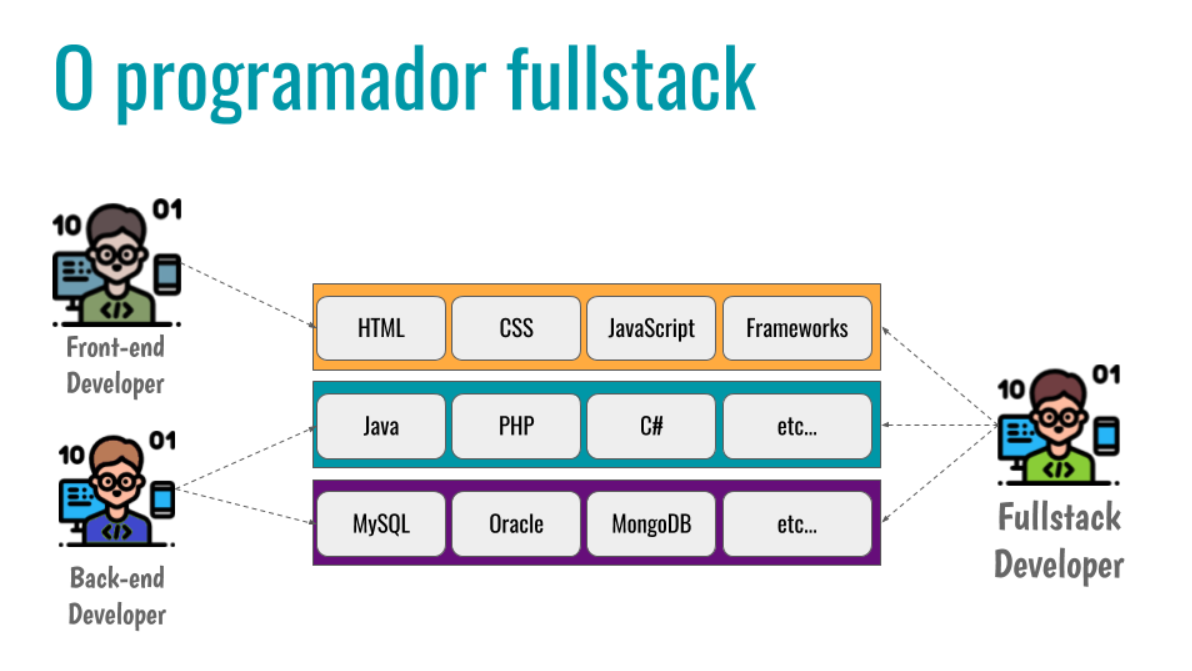 O programador fullstack
10 01
Front-end
Developer
10 01
Back-end
Developer
HTML CSS JavaScript Frameworks
Java PHP C# etc...
MySQL Oracle MongoDB etc...
10 01
Fullstack
Developer